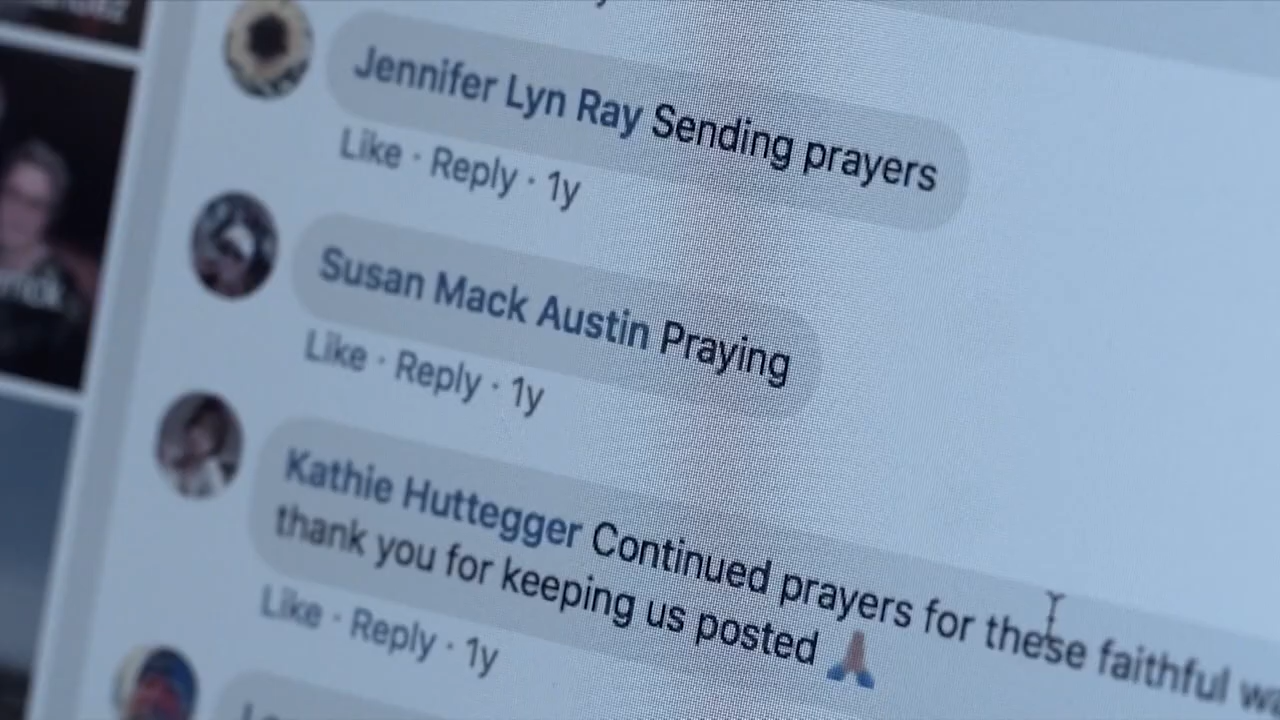 Jennifer Lyn Ray Sending prayers
Like · Reply · 1y
Susan Mack Austin Praying
Like · Reply · 1y
Kathie Huttegger Continued prayers for these faithful
thank you for keeping us posted 🙏
Like · Reply · 1y